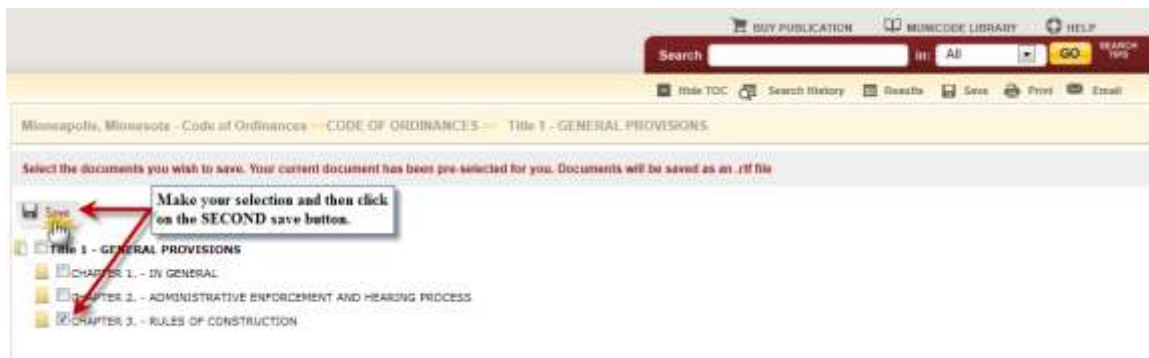 BUY PUBLICATION MUNICODE LIBRARY HELP
Search in: All GO SEARCH TIPS
Hide TOC Search History Results Save Print Email
Minneapolis, Minnesota - Code of Ordinances CODE OF ORDINANCES Title 1 - GENERAL PROVISIONS
Select the documents you wish to save. Your current document has been pre-selected for you. Documents will be saved as an .rtf file
Save
Make your selection and then click
on the SECOND save button.
Title 1 - GENERAL PROVISIONS
CHAPTER 1. - IN GENERAL
CHAPTER 2. - ADMINISTRATIVE ENFORCEMENT AND HEARING PROCESS
CHAPTER 3. - RULES OF CONSTRUCTION